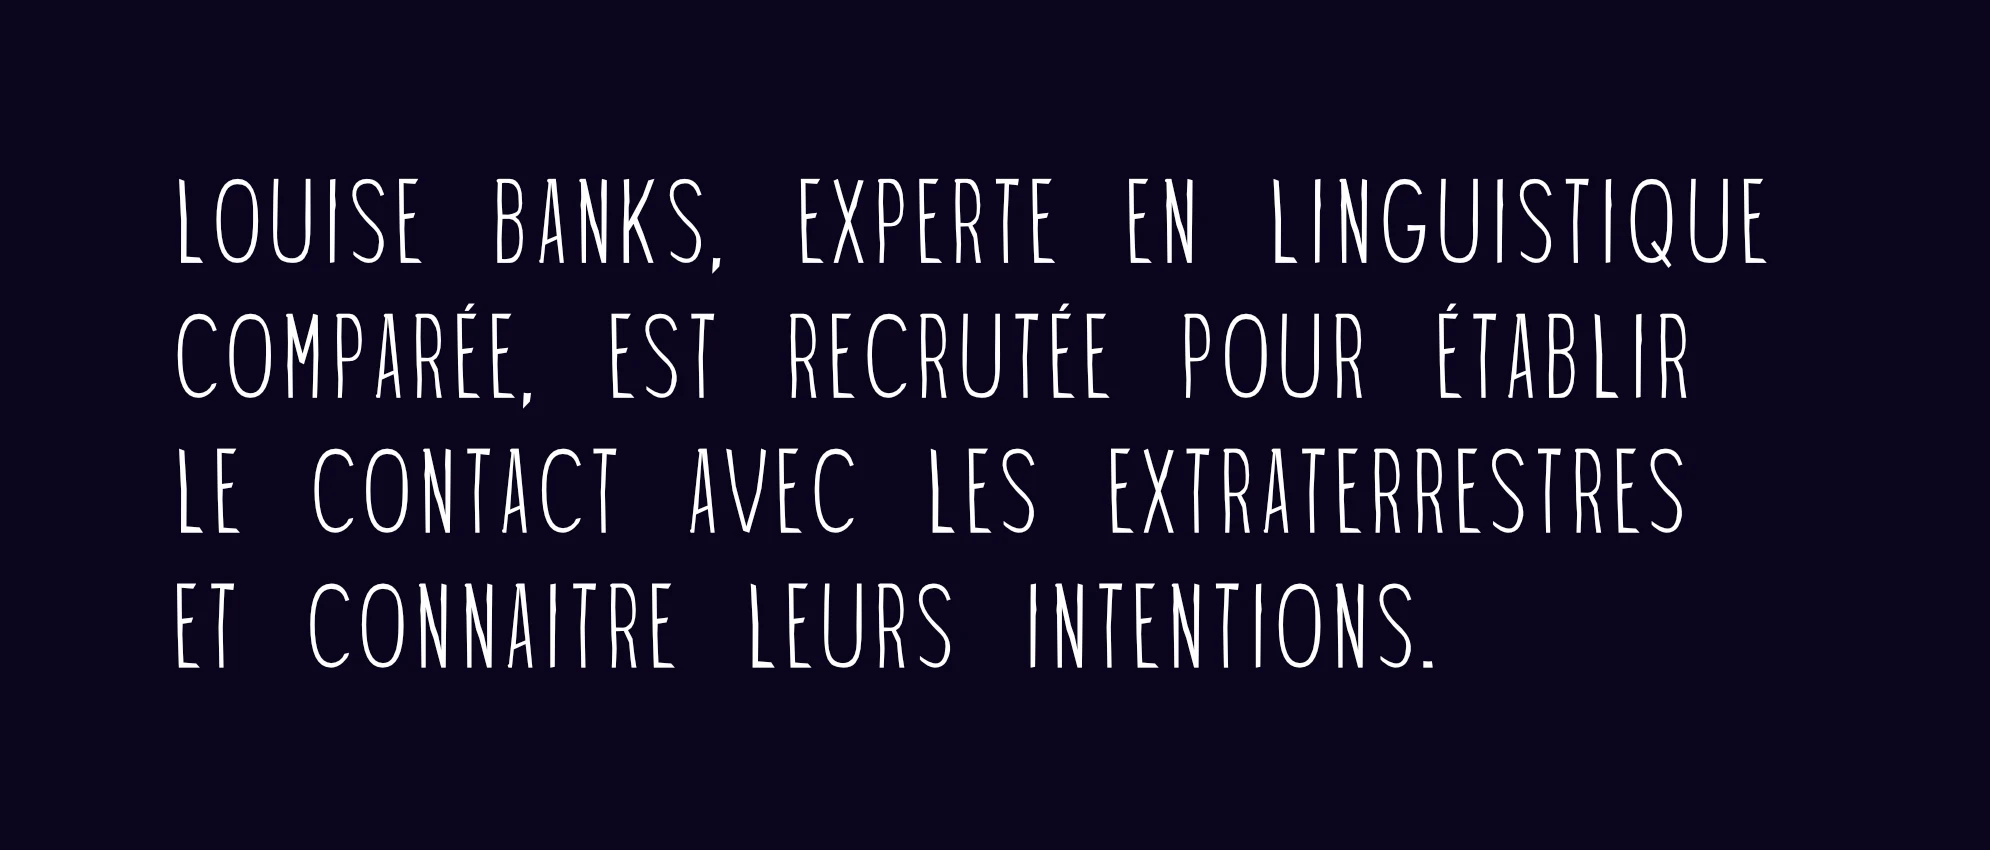 LOUISE BANKS, EXPERTE EN LINGUISTIQUE
COMPARÉE, EST RECRUTÉE POUR ÉTABLIR
LE CONTACT AVEC LES EXTRATERRESTRES
ET CONNAITRE LEURS INTENTIONS.